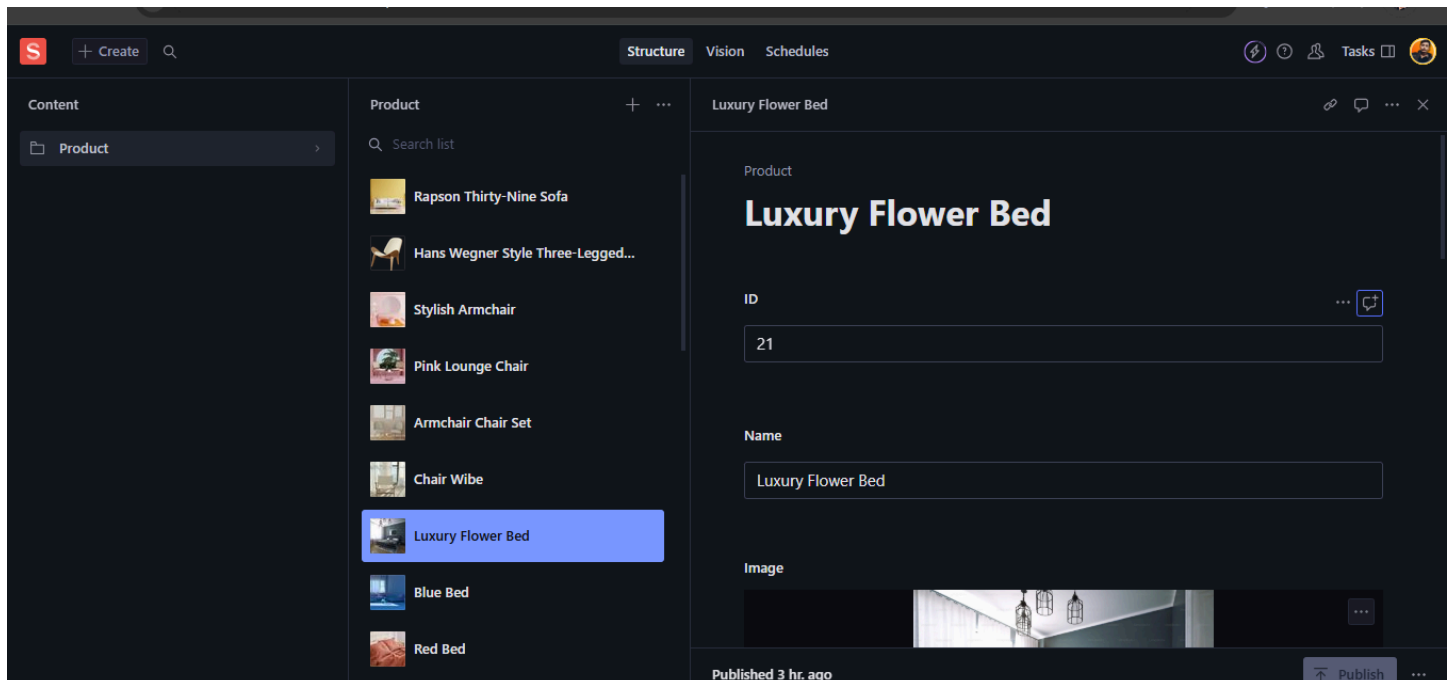 S
Create
Structure
Vision
Schedules
Tasks
Content
Product
Product
Search list
Rapson Thirty-Nine Sofa
Hans Wegner Style Three-Legged...
Stylish Armchair
Pink Lounge Chair
Armchair Chair Set
Chair Wibe
Luxury Flower Bed
Blue Bed
Red Bed
Luxury Flower Bed
Product
Luxury Flower Bed
ID
21
Name
Luxury Flower Bed
Image
Published 3 hr. ago
Publish